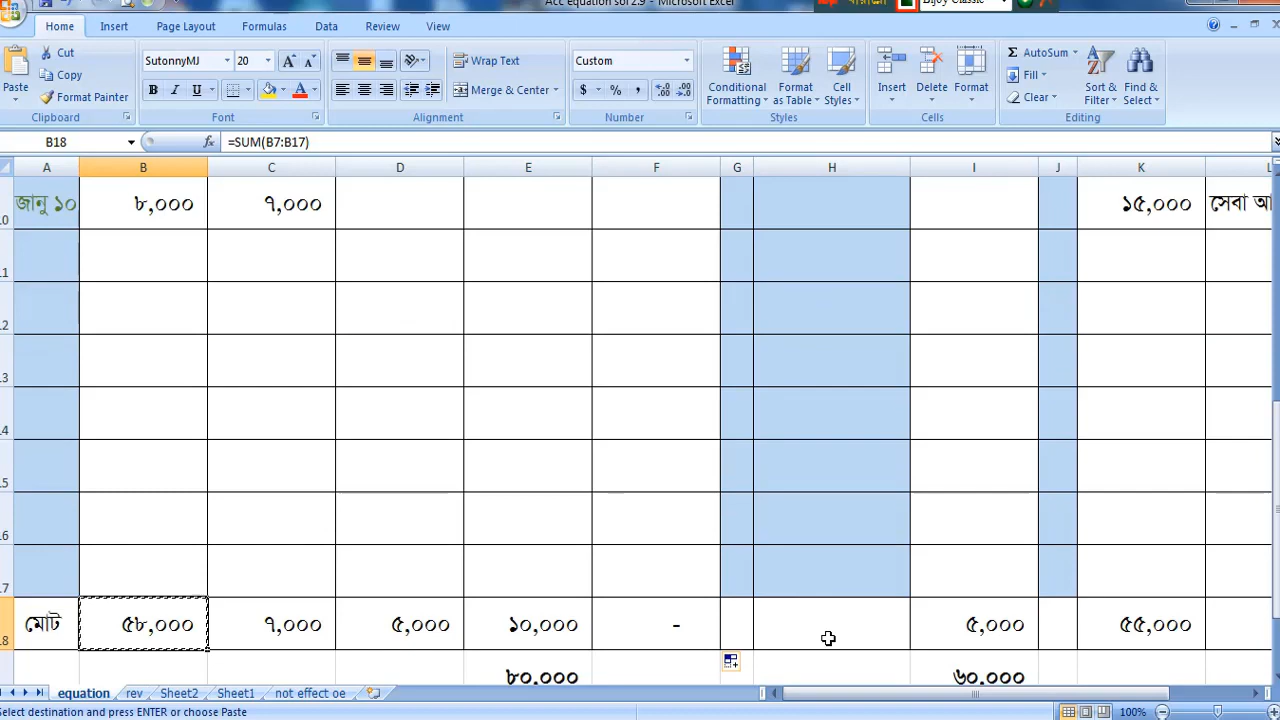 Acc equation sol 2.9 - Microsoft Excel
Bijoy Classic
Home Insert Page Layout Formulas Data Review View
Cut
Copy
Format Painter
Paste
Clipboard
SutonnyMJ 20
B I U
Font
Wrap Text
Merge & Center
Alignment
Custom
$ % ,
Number
Conditional Formatting
Format as Table
Cell Styles
Styles
Insert Delete Format
Cells
AutoSum
Fill
Clear
Sort & Filter
Find & Select
Editing
B18 fx =SUM(B7:B17)
A B C D E F G H I J K L
জানু ১০ ৮,০০০ ৭,০০০ ১৫,০০০ সেবা আ
মোট ৫৮,০০০ ৭,০০০ ৫,০০০ ১০,০০০ - ৫,০০০ ৫৫,০০০
৮০,০০০ ৬০,০০০
equation rev Sheet2 Sheet1 not effect oe
Select destination and press ENTER or choose Paste
100%